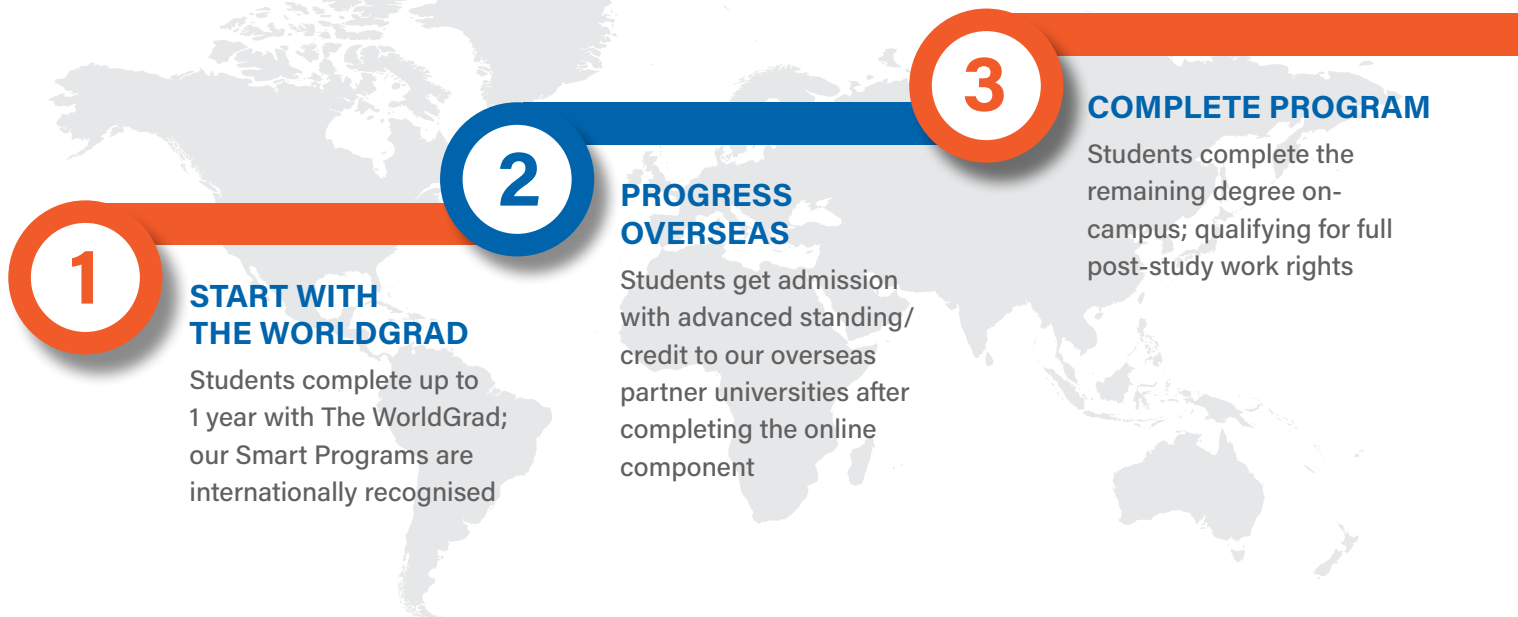 1
START WITH
THE WORLDGRAD
Students complete up to
1 year with The WorldGrad;
our Smart Programs are
internationally recognised
2
PROGRESS
OVERSEAS
Students get admission
with advanced standing/
credit to our overseas
partner universities after
completing the online
component
3
COMPLETE PROGRAM
Students complete the
remaining degree on-
campus; qualifying for full
post-study work rights